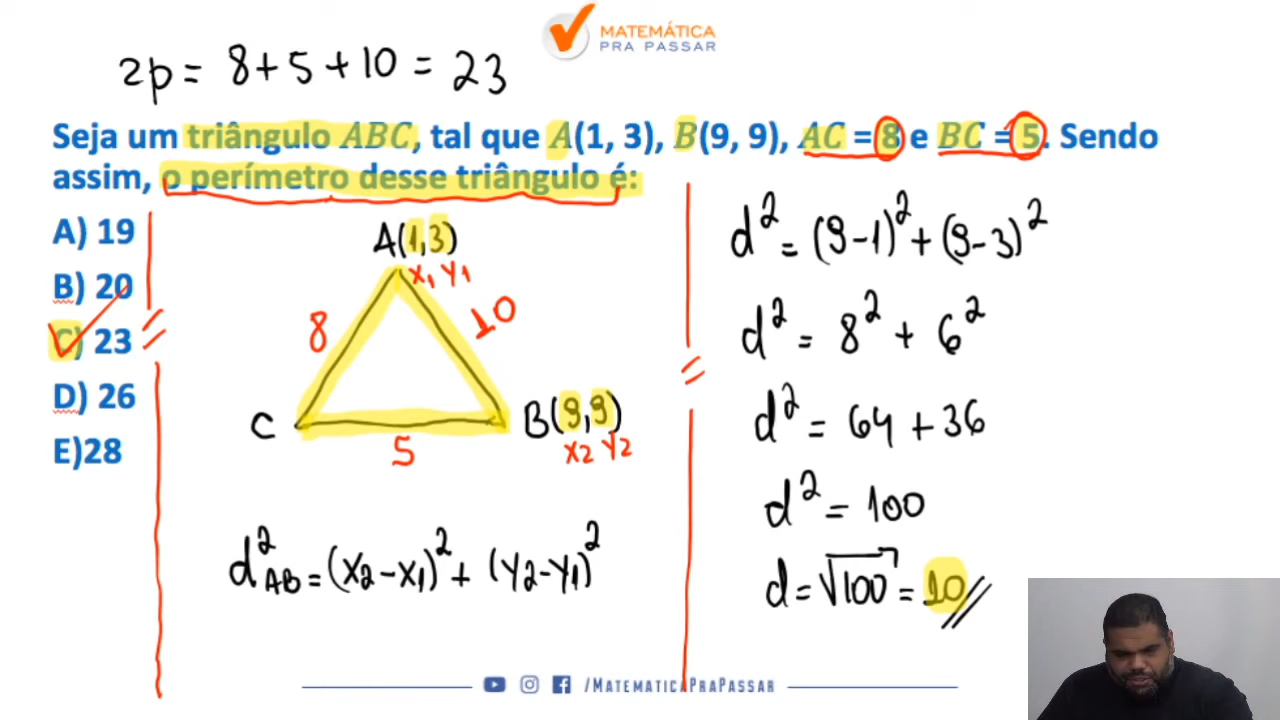 MATEMÁTICA
PRA PASSAR
2p = 8+5+10 = 23
Seja um triângulo ABC, tal que A(1, 3), B(9, 9), AC = 8 e BC = 5. Sendo
assim, o perímetro desse triângulo é:
A) 19
B) 20
C) 23
D) 26
E)28
A(1,3)
X1 Y1
8
10
C
B(9,9)
X2 Y2
5
d²AB = (X2-X1)² + (Y2-Y1)²
d² = (9-1)² + (9-3)²
d² = 8² + 6²
d² = 64 + 36
d² = 100
d = √100 = 10
/MATEMATICAPRAPASSAR